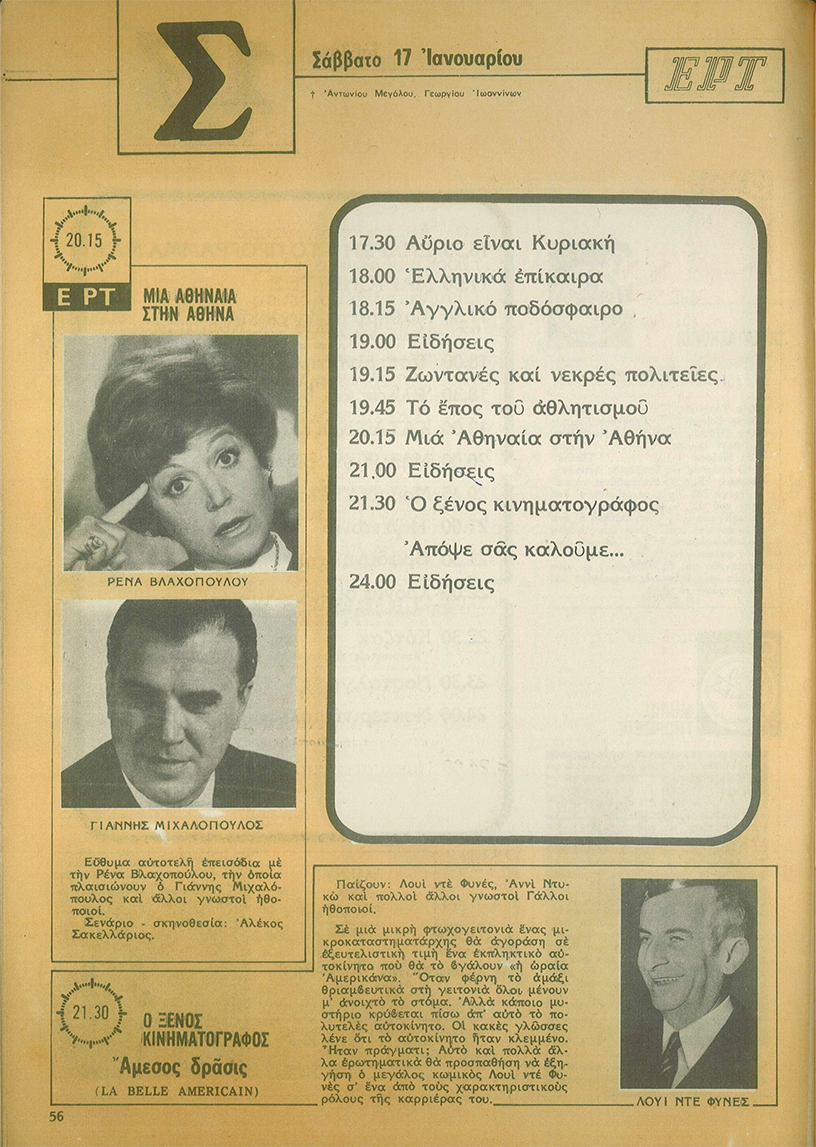 Σ
Σάββατο 17 Ἰανουαρίου
† Ἀντωνίου Μεγάλου, Γεωργίου Ἰωαννίνων
ΕΡΤ
20.15
ΕΡΤ
ΜΙΑ ΑΘΗΝΑΙΑ
ΣΤΗΝ ΑΘΗΝΑ
ΡΕΝΑ ΒΛΑΧΟΠΟΥΛΟΥ
ΓΙΑΝΝΗΣ ΜΙΧΑΛΟΠΟΥΛΟΣ
Εὔθυμα αὐτοτελῆ ἐπεισόδια μὲ
τὴν Ρένα Βλαχοπούλου, τὴν ὁποία
πλαισιώνουν ὁ Γιάννης Μιχαλό-
πουλος καὶ ἄλλοι γνωστοὶ ἠθο-
ποιοί.
Σενάριο - σκηνοθεσία: Ἀλέκος
Σακελλάριος.
17.30 Αὔριο εἶναι Κυριακή
18.00 Ἑλληνικά ἐπίκαιρα
18.15 Ἀγγλικό ποδόσφαιρο
19.00 Εἰδήσεις
19.15 Ζωντανές καί νεκρές πολιτεῖες
19.45 Τό ἔπος τοῦ ἀθλητισμοῦ
20.15 Μιά Ἀθηναία στήν Ἀθήνα
21.00 Εἰδήσεις
21.30 Ὁ ξένος κινηματογράφος
Ἀπόψε σᾶς καλοῦμε...
24.00 Εἰδήσεις
21.30
Ο ΞΕΝΟΣ
ΚΙΝΗΜΑΤΟΓΡΑΦΟΣ
Ἄμεσος δρᾶσις
(LA BELLE AMERICAIN)
Παίζουν: Λουὶ ντὲ Φυνές, Ἀννὶ Ντυ-
κὼ καὶ πολλοὶ ἄλλοι γνωστοὶ Γάλλοι
ἠθοποιοί.
Σὲ μιὰ μικρὴ φτωχογειτονιὰ ἕνας μι-
κροκαταστηματάρχης θὰ ἀγοράση σὲ
ἐξευτελιστικὴ τιμὴ ἕνα ἐκπληκτικὸ αὐ-
τοκίνητο ποὺ θὰ τὸ βγάλουν «ἡ ὡραία
Ἀμερικάνα». Ὅταν φέρνη τὸ ἀμάξι
θριαμβευτικὰ στὴ γειτονιὰ ὅλοι μένουν
μ' ἀνοιχτὸ τὸ στόμα. Ἀλλὰ κάποιο μυ-
στήριο κρύβεται πίσω ἀπ' αὐτὸ τὸ πο-
λυτελὲς αὐτοκίνητο. Οἱ κακὲς γλῶσσες
λένε ὅτι τὸ αὐτοκίνητο ἦταν κλεμμένο.
Ἦταν πράγματι; Αὐτὸ καὶ πολλὰ ἄλ-
λα ἐρωτηματικὰ θὰ προσπαθήση νὰ ἐξη-
γήση ὁ μεγάλος κωμικὸς Λουὶ ντὲ Φυ-
νὲς σ' ἕνα ἀπὸ τοὺς χαρακτηριστικοὺς
ρόλους τῆς καρριέρας του.
ΛΟΥΙ ΝΤΕ ΦΥΝΕΣ
56